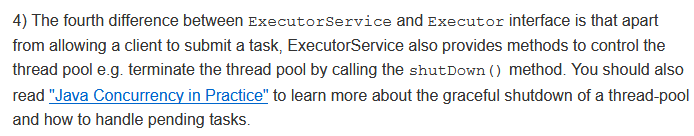 4) The fourth difference between ExecutorService and Executor interface is that apart
from allowing a client to submit a task, ExecutorService also provides methods to control the
thread pool e.g. terminate the thread pool by calling the shutDown() method. You should also
read "Java Concurrency in Practice" to learn more about the graceful shutdown of a thread-pool
and how to handle pending tasks.